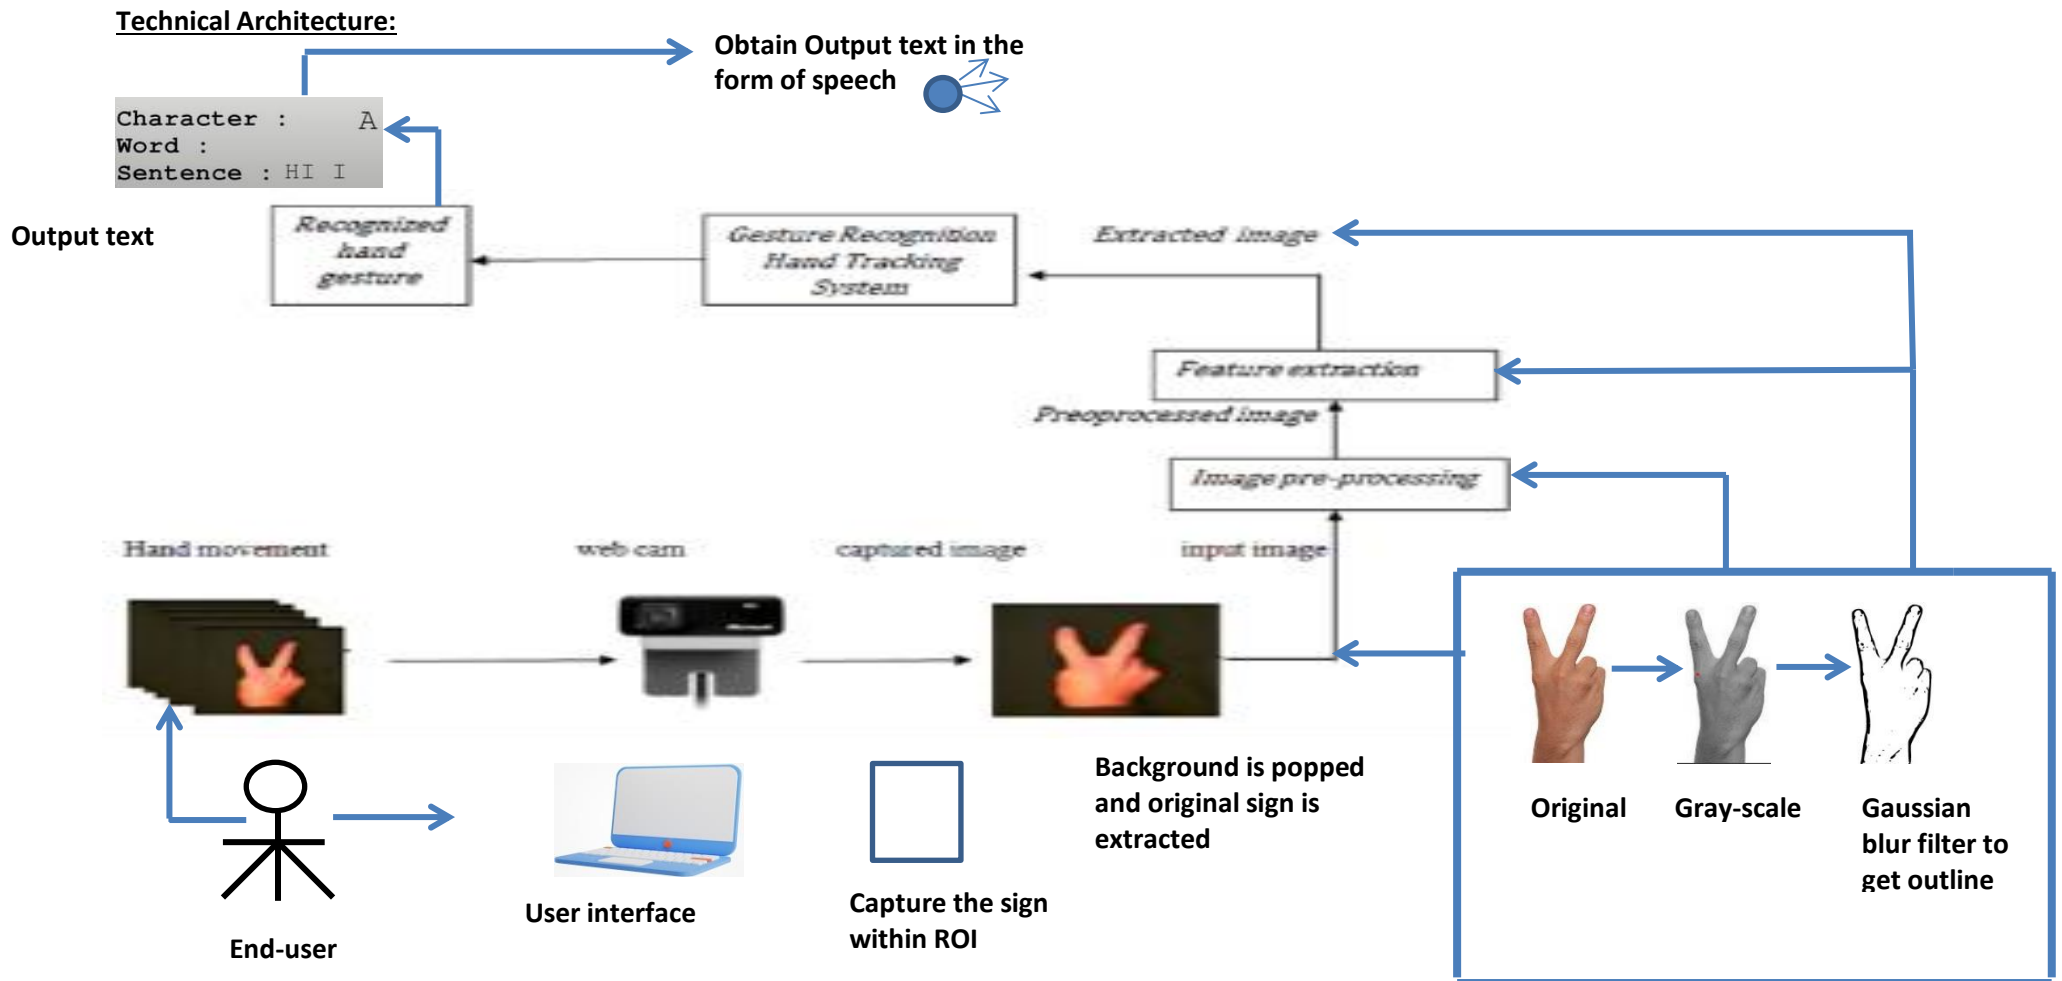 Technical Architecture:
Obtain Output text in the
form of speech
Character : A
Word :
Sentence : HI I
Output text
Recognized
hand
gesture
Gesture Recognition
Hand Tracking
System
Extracted image
Feature extraction
Preoprocessed image
Image pre-processing
Hand movement
web cam
captured image
input image
Background is popped
and original sign is
extracted
Original
Gray-scale
Gaussian
blur filter to
get outline
User interface
Capture the sign
within ROI
End-user